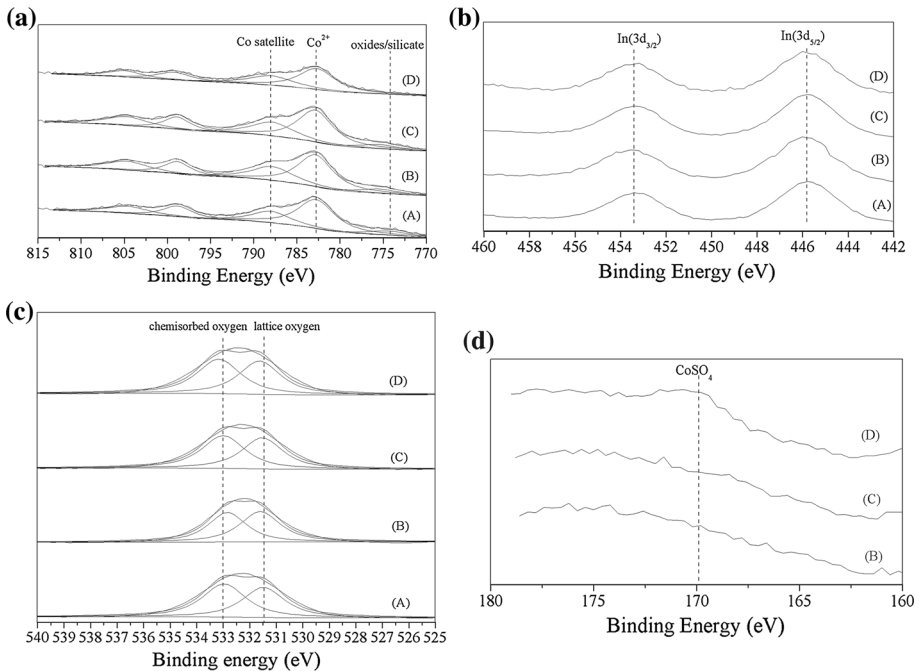 (a)
Co satellite Co²⁺ oxides/silicate
(D)
(C)
(B)
(A)
815 810 805 800 795 790 785 780 775 770
Binding Energy (eV)
(b)
In(3d₃/₂) In(3d₅/₂)
(D)
(C)
(B)
(A)
460 458 456 454 452 450 448 446 444 442
Binding Energy (eV)
(c)
chemisorbed oxygen lattice oxygen
(D)
(C)
(B)
(A)
540 539 538 537 536 535 534 533 532 531 530 529 528 527 526 525
Binding energy (eV)
(d)
CoSO₄
(D)
(C)
(B)
180 175 170 165 160
Binding Energy (eV)